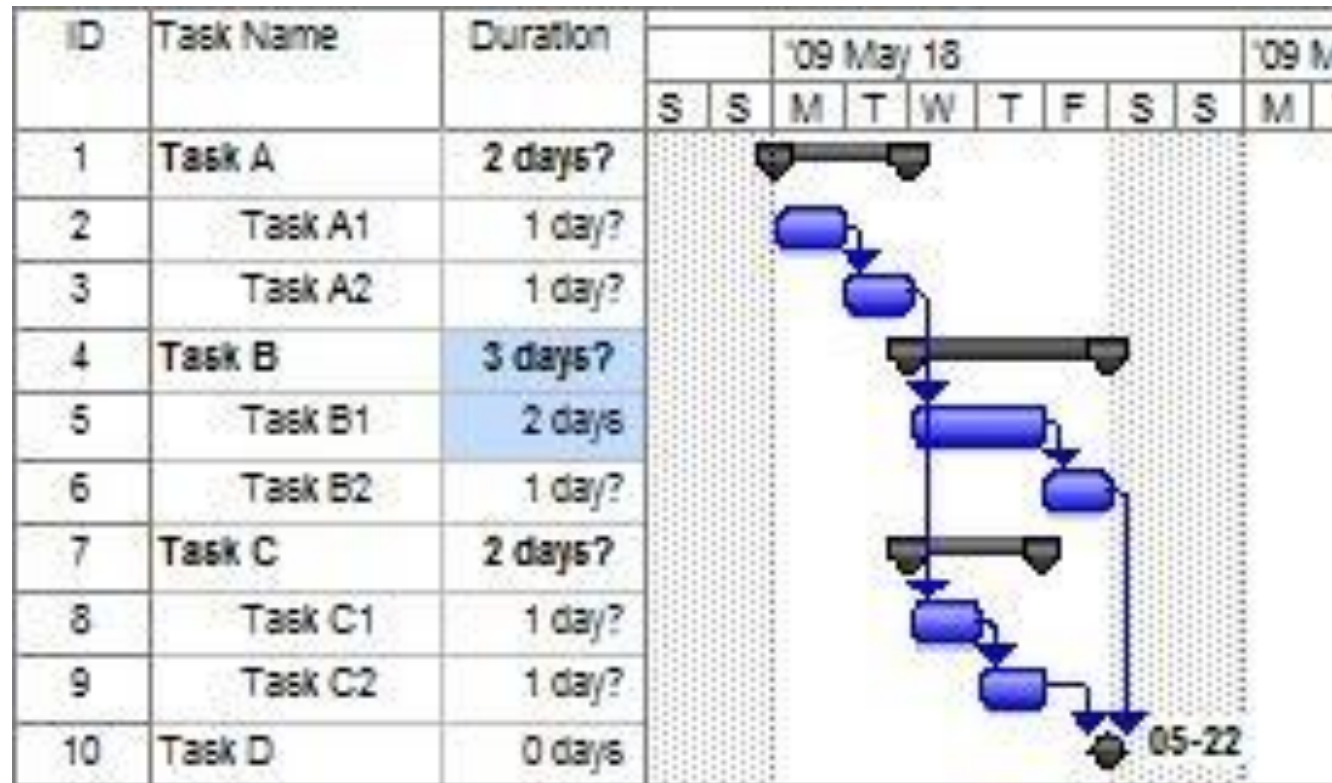 ID Task Name Duration
'09 May 18 '09 M
S S M T W T F S S M
1 Task A 2 days?
2 Task A1 1 day?
3 Task A2 1 day?
4 Task B 3 days?
5 Task B1 2 days
6 Task B2 1 day?
7 Task C 2 days?
8 Task C1 1 day?
9 Task C2 1 day?
10 Task D 0 days 05-22